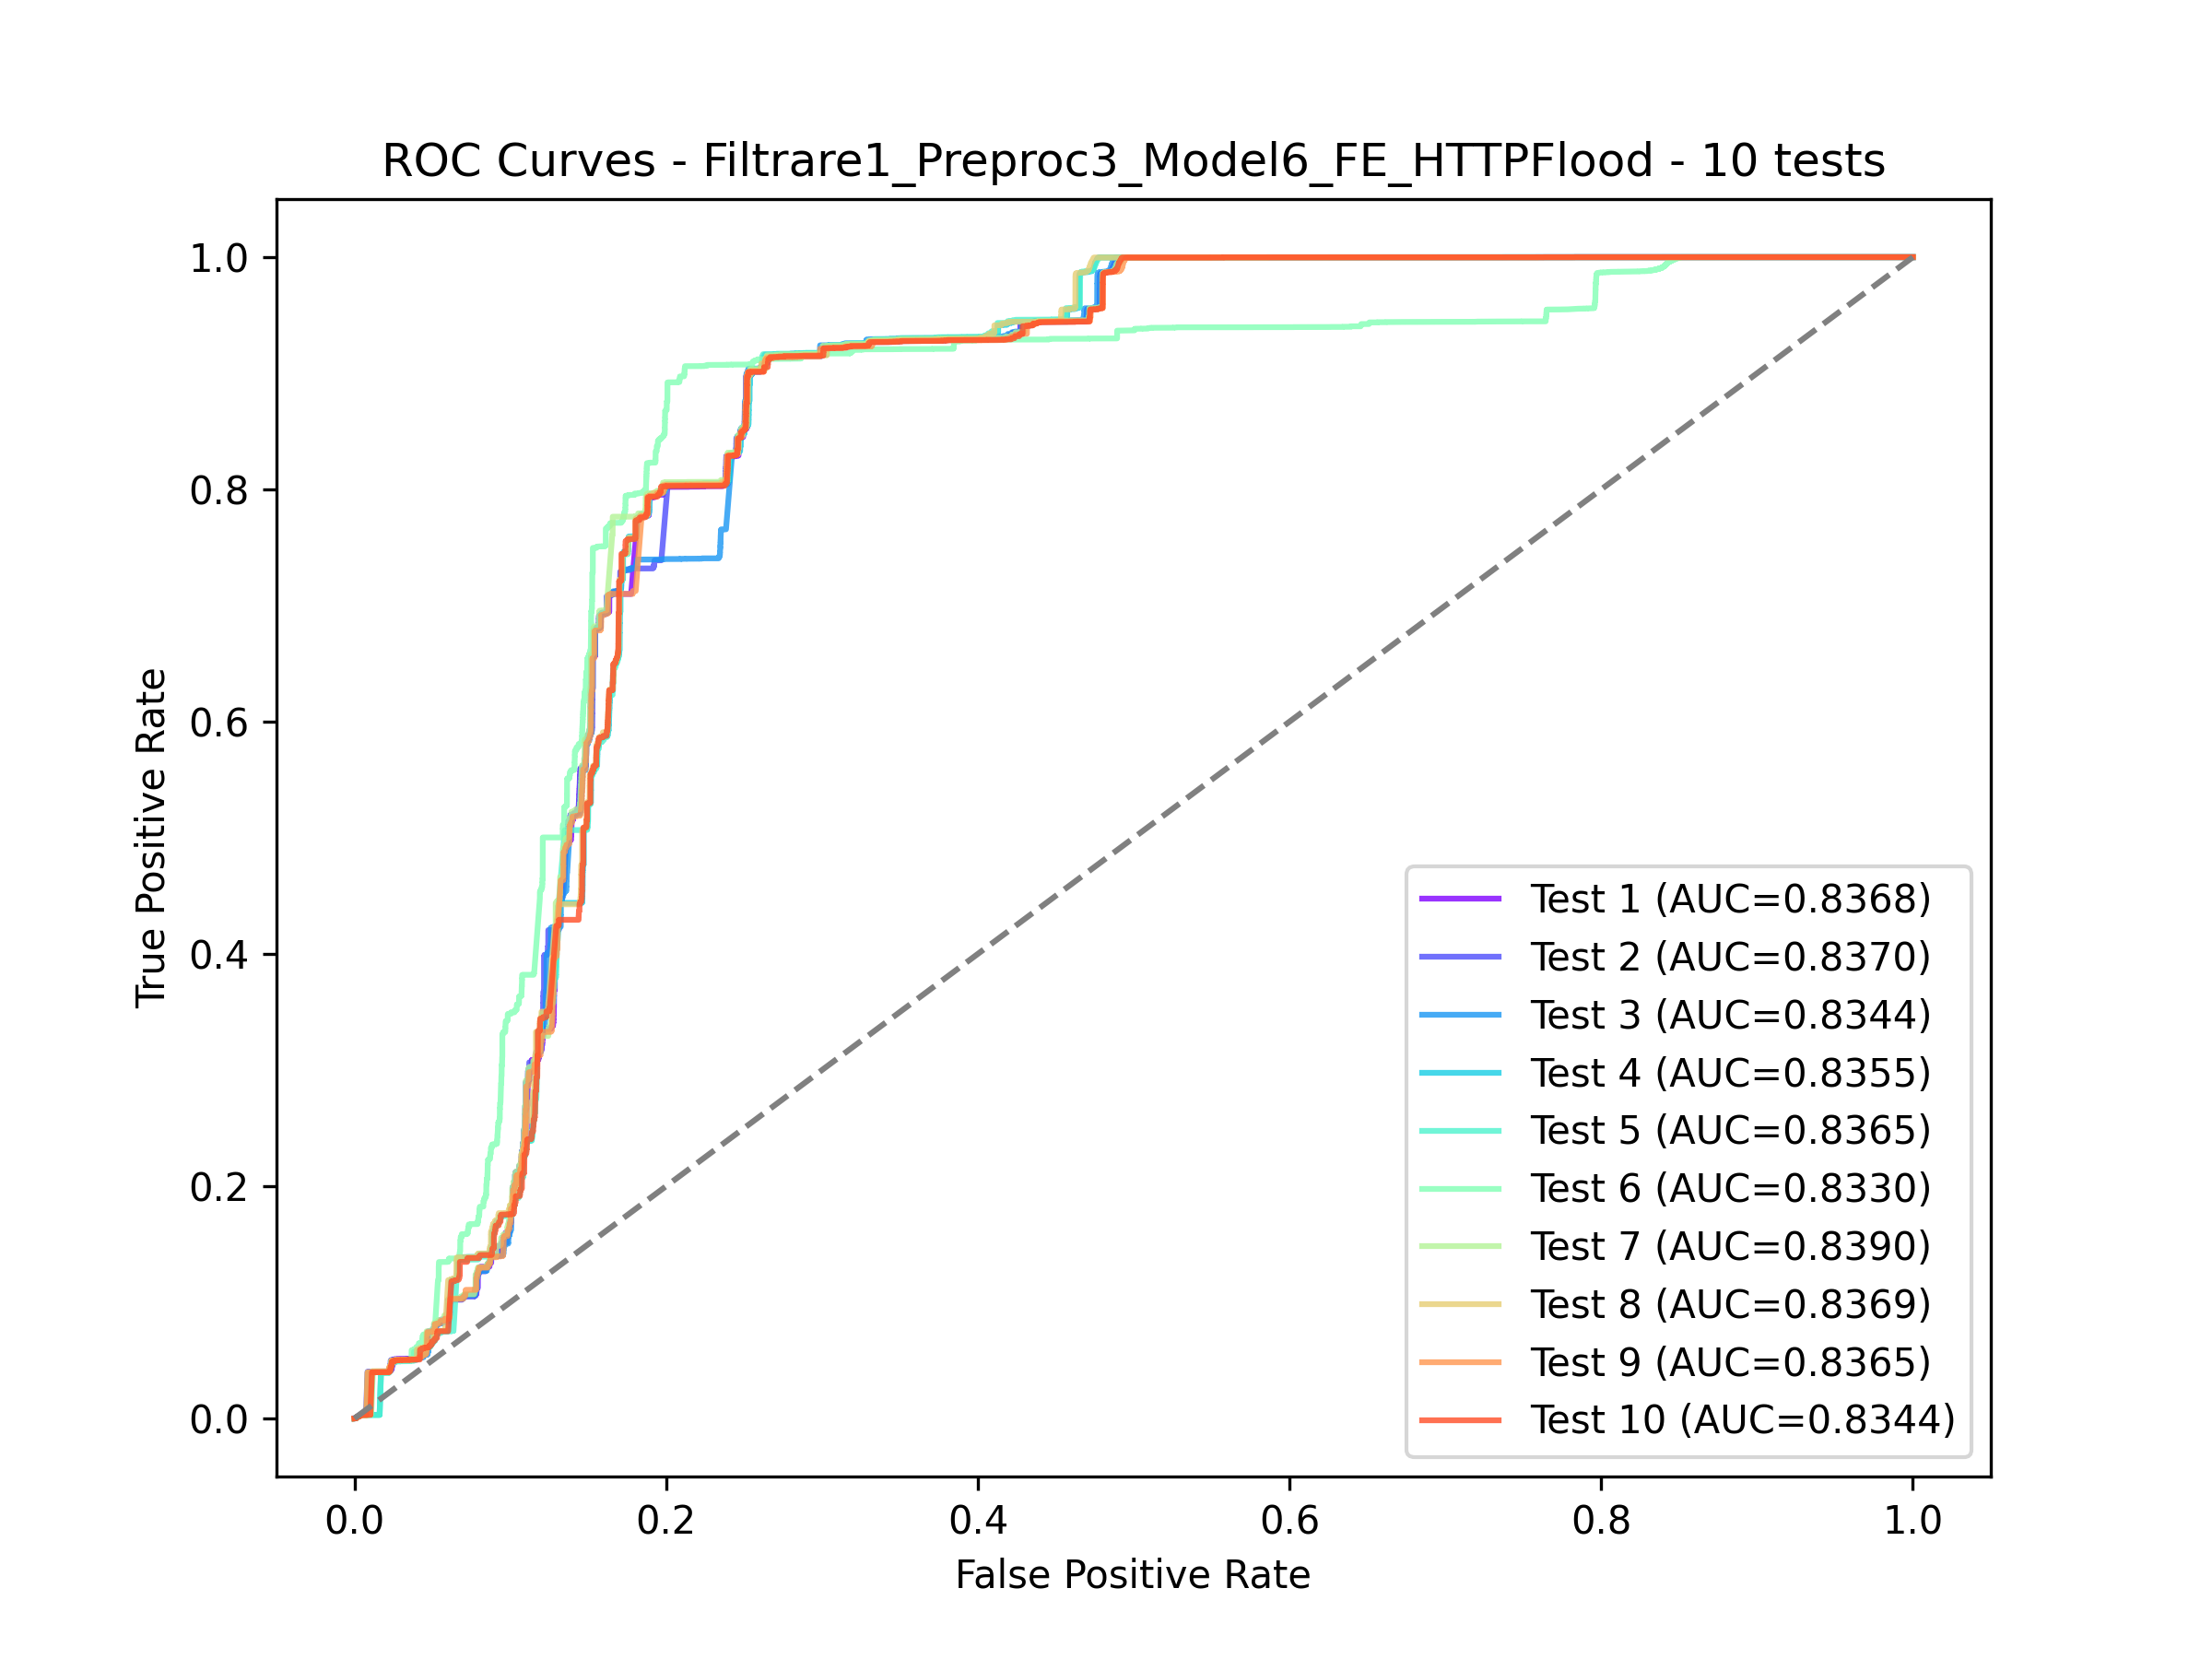 ROC Curves - Filtrare1_Preproc3_Model6_FE_HTTPFlood - 10 tests
True Positive Rate
1.0
0.8
0.6
0.4
0.2
0.0
Test 1 (AUC=0.8368)
Test 2 (AUC=0.8370)
Test 3 (AUC=0.8344)
Test 4 (AUC=0.8355)
Test 5 (AUC=0.8365)
Test 6 (AUC=0.8330)
Test 7 (AUC=0.8390)
Test 8 (AUC=0.8369)
Test 9 (AUC=0.8365)
Test 10 (AUC=0.8344)
0.0 0.2 0.4 0.6 0.8 1.0
False Positive Rate